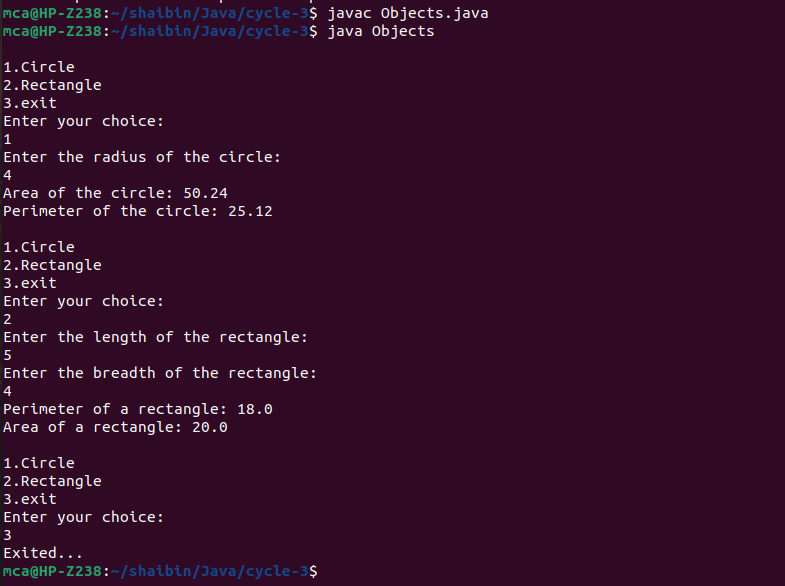 mca@HP-Z238:~/shaibin/Java/cycle-3$ javac Objects.java
mca@HP-Z238:~/shaibin/Java/cycle-3$ java Objects
1.Circle
2.Rectangle
3.exit
Enter your choice:
1
Enter the radius of the circle:
4
Area of the circle: 50.24
Perimeter of the circle: 25.12
1.Circle
2.Rectangle
3.exit
Enter your choice:
2
Enter the length of the rectangle:
5
Enter the breadth of the rectangle:
4
Perimeter of a rectangle: 18.0
Area of a rectangle: 20.0
1.Circle
2.Rectangle
3.exit
Enter your choice:
3
Exited...
mca@HP-Z238:~/shaibin/Java/cycle-3$